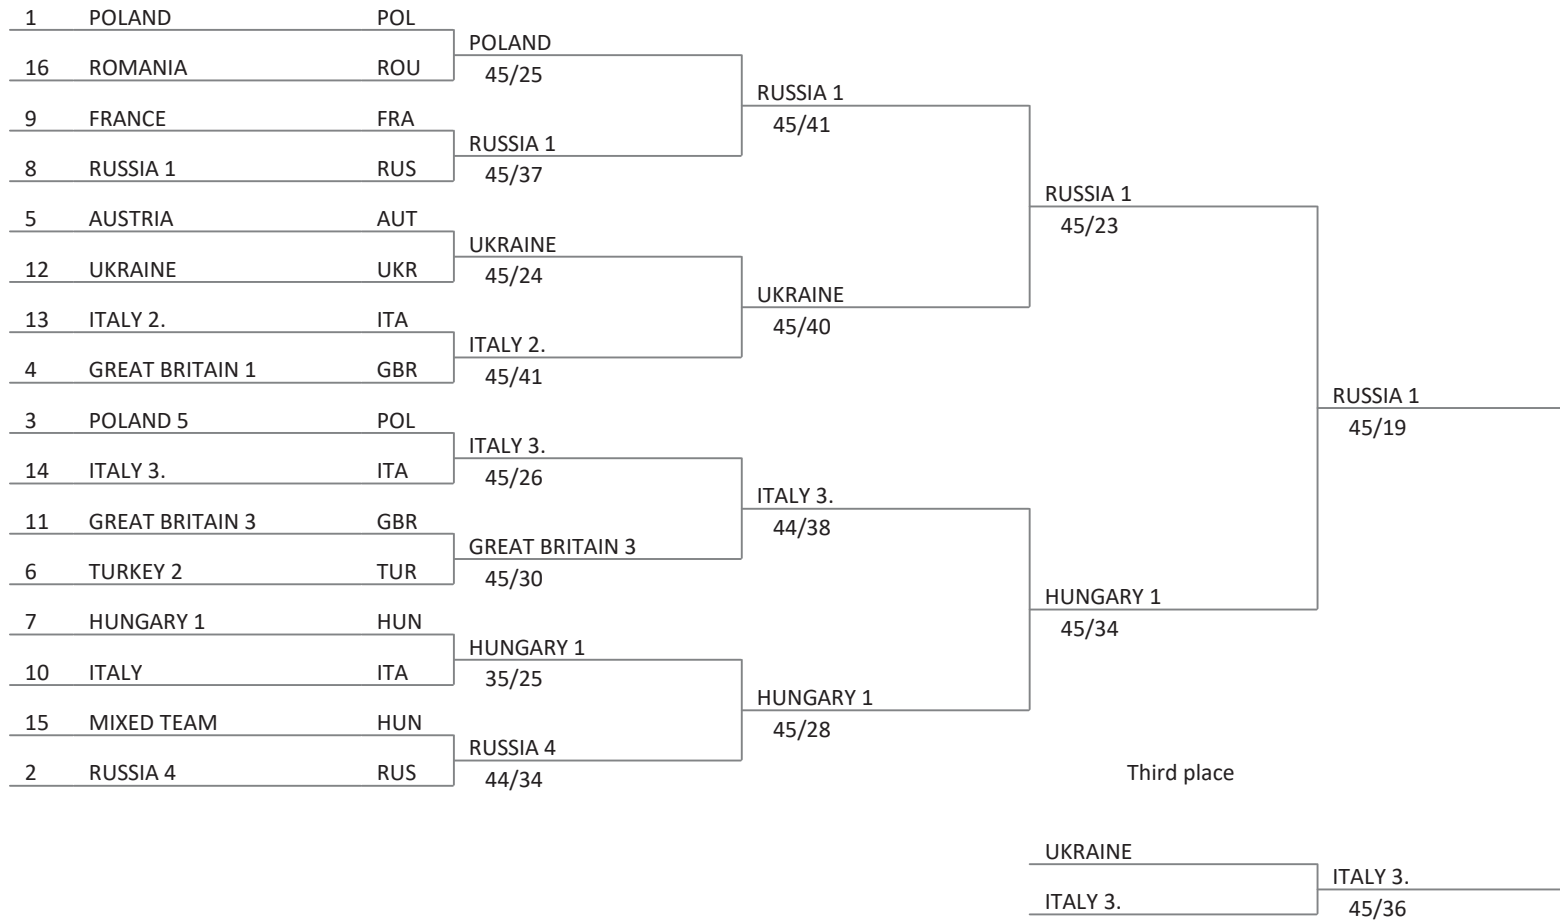 1 POLAND POL
POLAND
16 ROMANIA ROU
45/25
RUSSIA 1
9 FRANCE FRA
45/41
RUSSIA 1
8 RUSSIA 1 RUS
45/37
RUSSIA 1
5 AUSTRIA AUT
45/23
UKRAINE
12 UKRAINE UKR
45/24
UKRAINE
13 ITALY 2. ITA
45/40
ITALY 2.
4 GREAT BRITAIN 1 GBR
45/41
RUSSIA 1
3 POLAND 5 POL
45/19
ITALY 3.
14 ITALY 3. ITA
45/26
ITALY 3.
11 GREAT BRITAIN 3 GBR
44/38
GREAT BRITAIN 3
6 TURKEY 2 TUR
45/30
HUNGARY 1
7 HUNGARY 1 HUN
45/34
HUNGARY 1
10 ITALY ITA
35/25
HUNGARY 1
15 MIXED TEAM HUN
45/28
RUSSIA 4
2 RUSSIA 4 RUS
44/34
Third place
UKRAINE
ITALY 3.
ITALY 3.
45/36